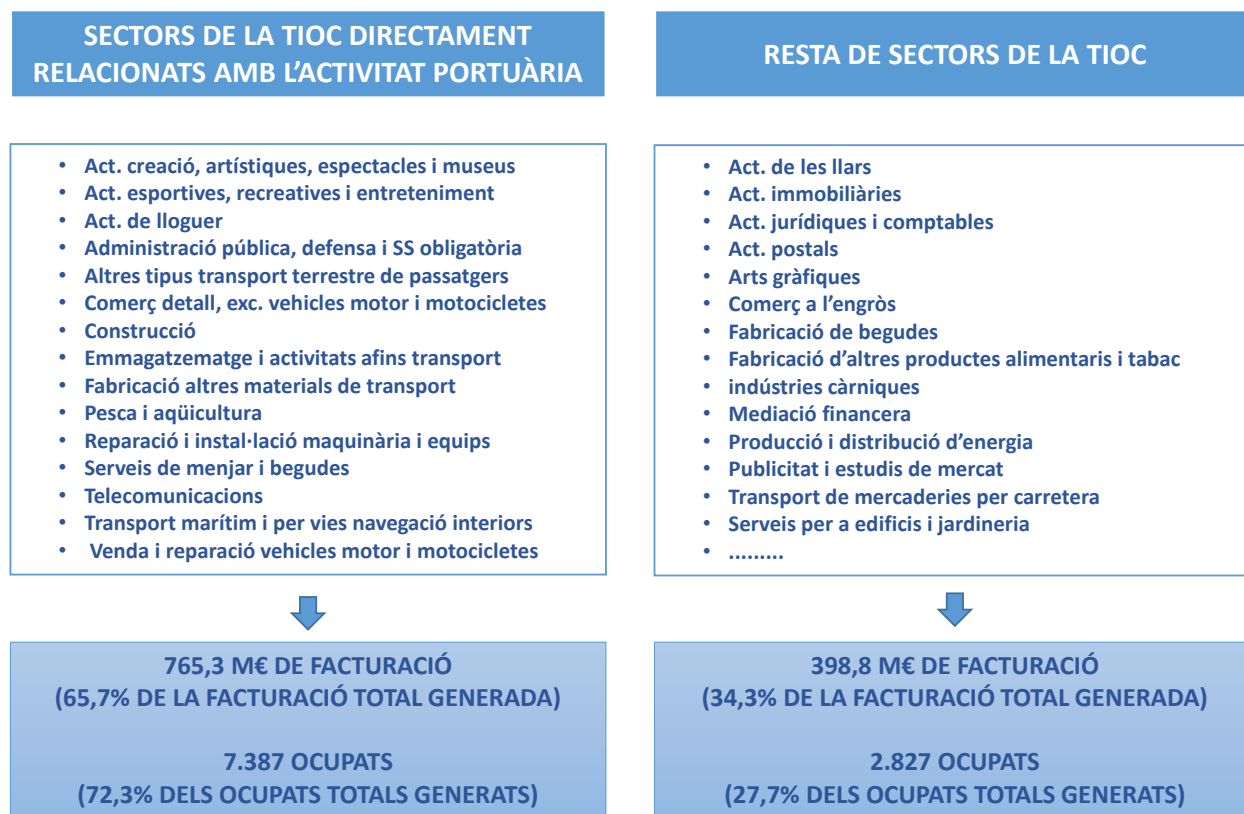 SECTORS DE LA TIOC DIRECTAMENT
RELACIONATS AMB L'ACTIVITAT PORTUÀRIA
• Act. creació, artístiques, espectacles i museus
• Act. esportives, recreatives i entreteniment
• Act. de lloguer
• Administració pública, defensa i SS obligatòria
• Altres tipus transport terrestre de passatgers
• Comerç detall, exc. vehicles motor i motocicletes
• Construcció
• Emmagatzematge i activitats afins transport
• Fabricació altres materials de transport
• Pesca i aqüicultura
• Reparació i instal·lació maquinària i equips
• Serveis de menjar i begudes
• Telecomunicacions
• Transport marítim i per vies navegació interiors
• Venda i reparació vehicles motor i motocicletes
765,3 M€ DE FACTURACIÓ
(65,7% DE LA FACTURACIÓ TOTAL GENERADA)
7.387 OCUPATS
(72,3% DELS OCUPATS TOTALS GENERATS)
RESTA DE SECTORS DE LA TIOC
• Act. de les llars
• Act. immobiliàries
• Act. jurídiques i comptables
• Act. postals
• Arts gràfiques
• Comerç a l'engròs
• Fabricació de begudes
• Fabricació d'altres productes alimentaris i tabac
• indústries càrniques
• Mediació financera
• Producció i distribució d'energia
• Publicitat i estudis de mercat
• Transport de mercaderies per carretera
• Serveis per a edificis i jardineria
• .........
398,8 M€ DE FACTURACIÓ
(34,3% DE LA FACTURACIÓ TOTAL GENERADA)
2.827 OCUPATS
(27,7% DELS OCUPATS TOTALS GENERATS)